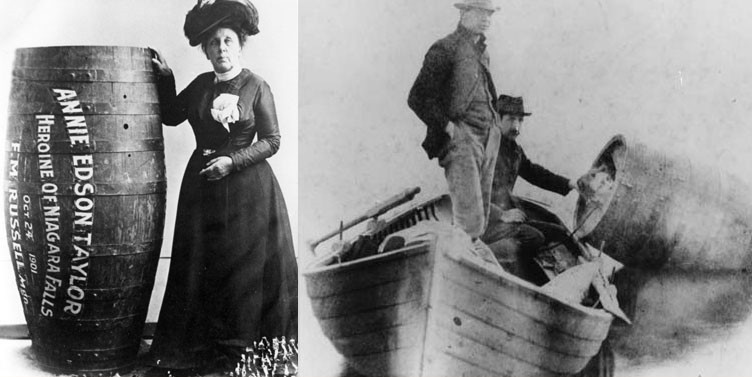 ANNIE EDSON TAYLOR
HEROINE OF NIAGARA FALLS
OCT 24 1901
F.M. RUSSELL, Mgr